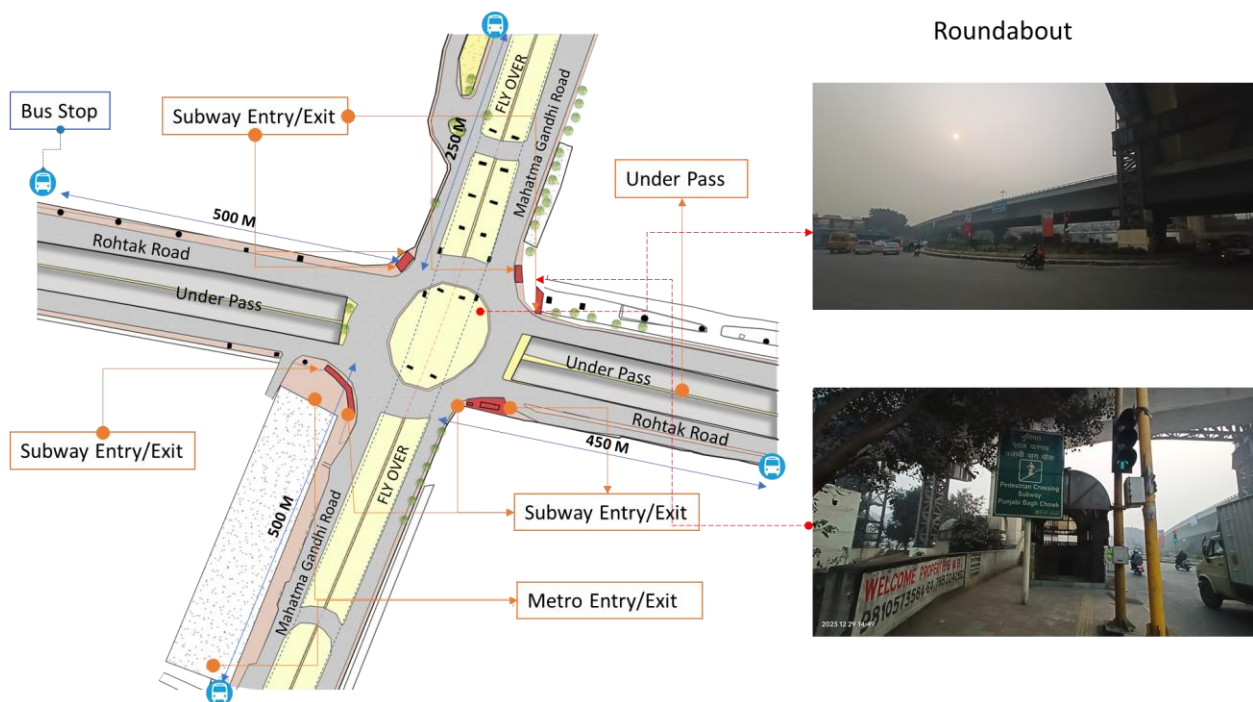 Roundabout
Bus Stop
Subway Entry/Exit
FLY OVER
Mahatma Gandhi Road
250 M
Under Pass
500 M
Rohtak Road
Under Pass
Under Pass
Rohtak Road
450 M
Subway Entry/Exit
FLY OVER
Subway Entry/Exit
500 M
Mahatma Gandhi Road
Metro Entry/Exit
Pedestrian Crossing
Subway
Punjabi Bagh Chowk
WELCOME PROPERTIES
2023 12 29 14:49